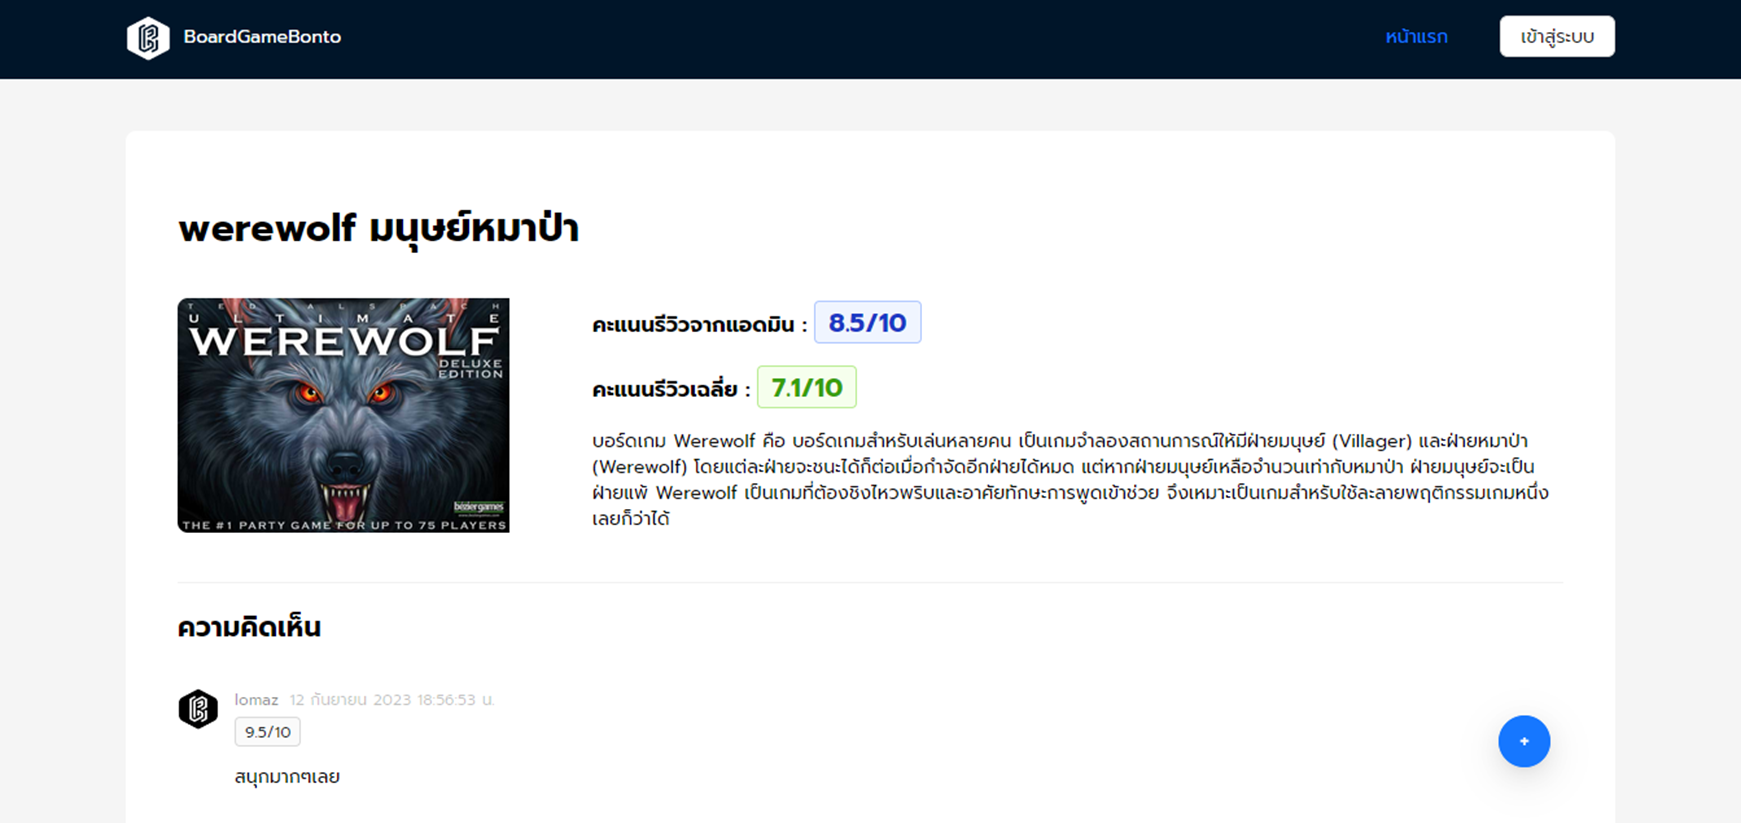 BoardGameBonto
หน้าแรก
เข้าสู่ระบบ
werewolf มนุษย์หมาป่า
TED ALSPACH
ULTIMATE
WEREWOLF
DELUXE
EDITION
bezier games
THE #1 PARTY GAME FOR UP TO 75 PLAYERS
คะแนนรีวิวจากแอดมิน : 8.5/10
คะแนนรีวิวเฉลี่ย : 7.1/10
บอร์ดเกม Werewolf คือ บอร์ดเกมสำหรับเล่นหลายคน เป็นเกมจำลองสถานการณ์ให้มีฝ่ายมนุษย์ (Villager) และฝ่ายหมาป่า
(Werewolf) โดยแต่ละฝ่ายจะชนะได้ก็ต่อเมื่อกำจัดอีกฝ่ายได้หมด แต่หากฝ่ายมนุษย์เหลือจำนวนเท่ากับหมาป่า ฝ่ายมนุษย์จะเป็น
ฝ่ายแพ้ Werewolf เป็นเกมที่ต้องชิงไหวพริบและอาศัยทักษะการพูดเข้าช่วย จึงเหมาะเป็นเกมสำหรับใช้ละลายพฤติกรรมเกมหนึ่ง
เลยก็ว่าได้
ความคิดเห็น
lomaz 12 กันยายน 2023 18:56:53 น.
9.5/10
สนุกมากๆเลย
+